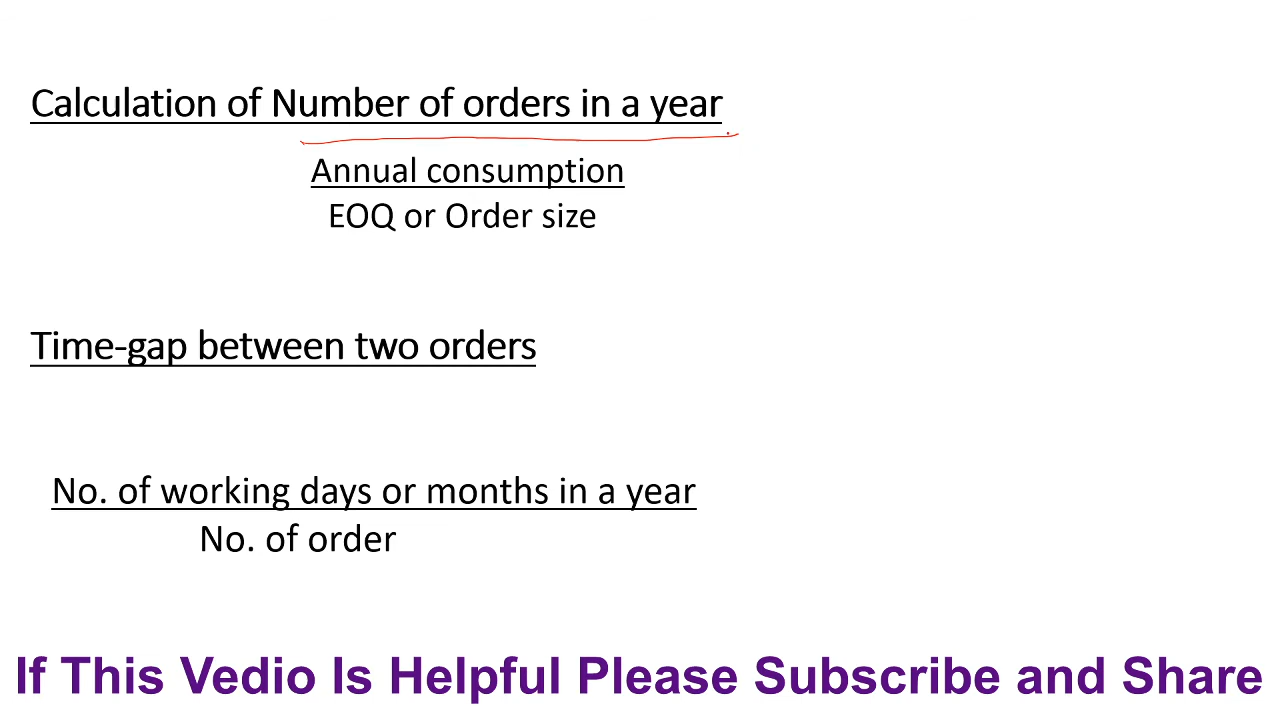 Calculation of Number of orders in a year
Annual consumption
EOQ or Order size
Time-gap between two orders
No. of working days or months in a year
No. of order
If This Vedio Is Helpful Please Subscribe and Share